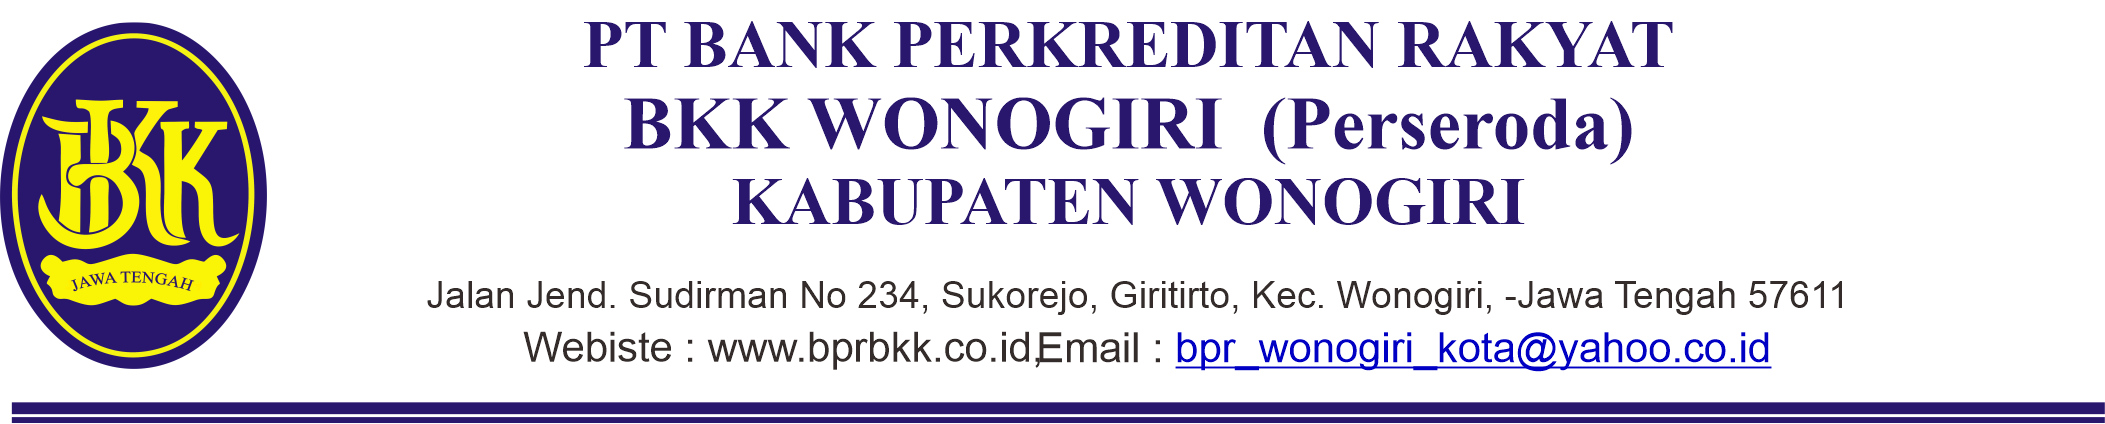 BKK
JAWA TENGAH
PT BANK PERKREDITAN RAKYAT
BKK WONOGIRI (Perseroda)
KABUPATEN WONOGIRI
Jalan Jend. Sudirman No 234, Sukorejo, Giritirto, Kec. Wonogiri, -Jawa Tengah 57611
Webiste : www.bprbkk.co.id, Email : bpr_wonogiri_kota@yahoo.co.id